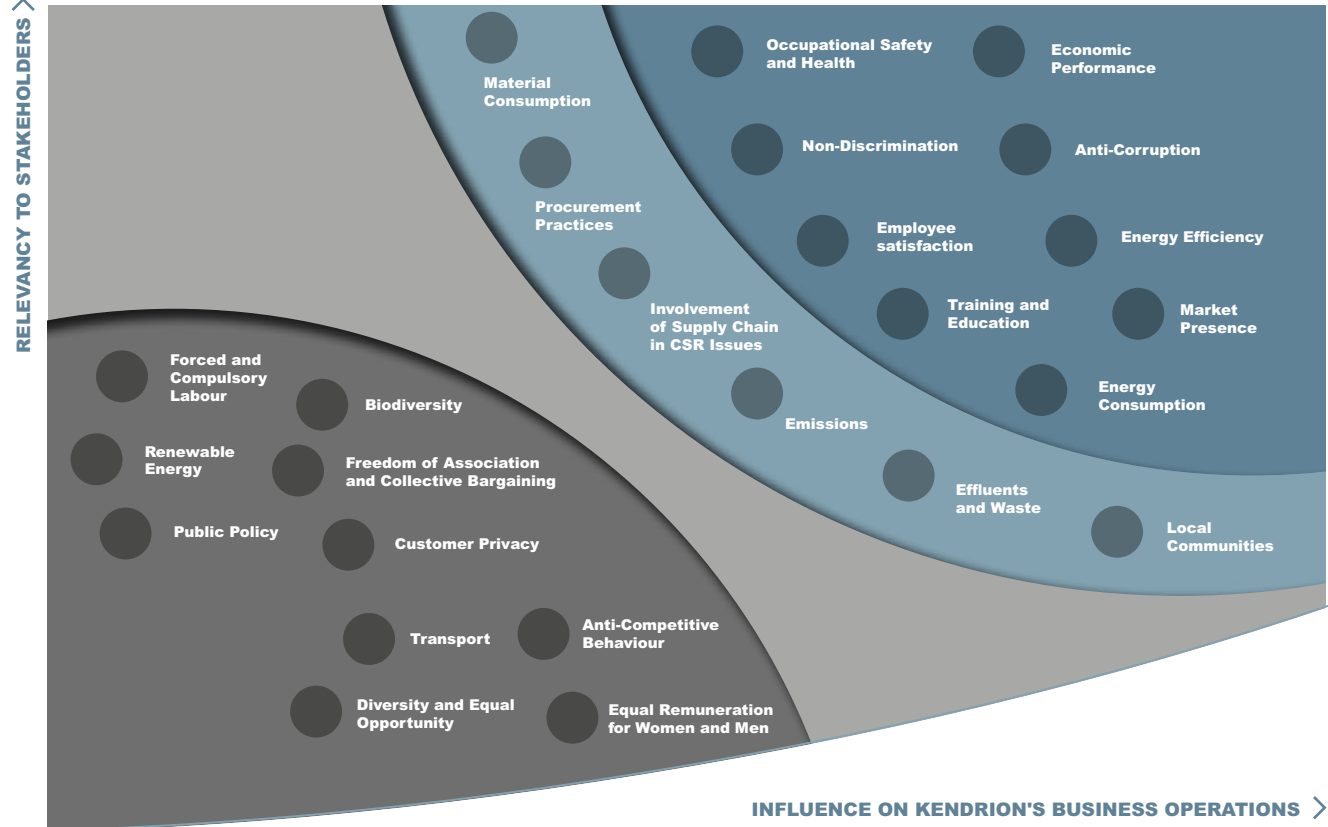 RELEVANCY TO STAKEHOLDERS
Material
Consumption
Procurement
Practices
Involvement
of Supply Chain
in CSR Issues
Emissions
Effluents
and Waste
Local
Communities
Occupational Safety
and Health
Economic
Performance
Non-Discrimination
Anti-Corruption
Employee
satisfaction
Energy Efficiency
Training and
Education
Market
Presence
Energy
Consumption
Forced and
Compulsory
Labour
Biodiversity
Renewable
Energy
Freedom of Association
and Collective Bargaining
Public Policy
Customer Privacy
Transport
Anti-Competitive
Behaviour
Diversity and Equal
Opportunity
Equal Remuneration
for Women and Men
INFLUENCE ON KENDRION'S BUSINESS OPERATIONS